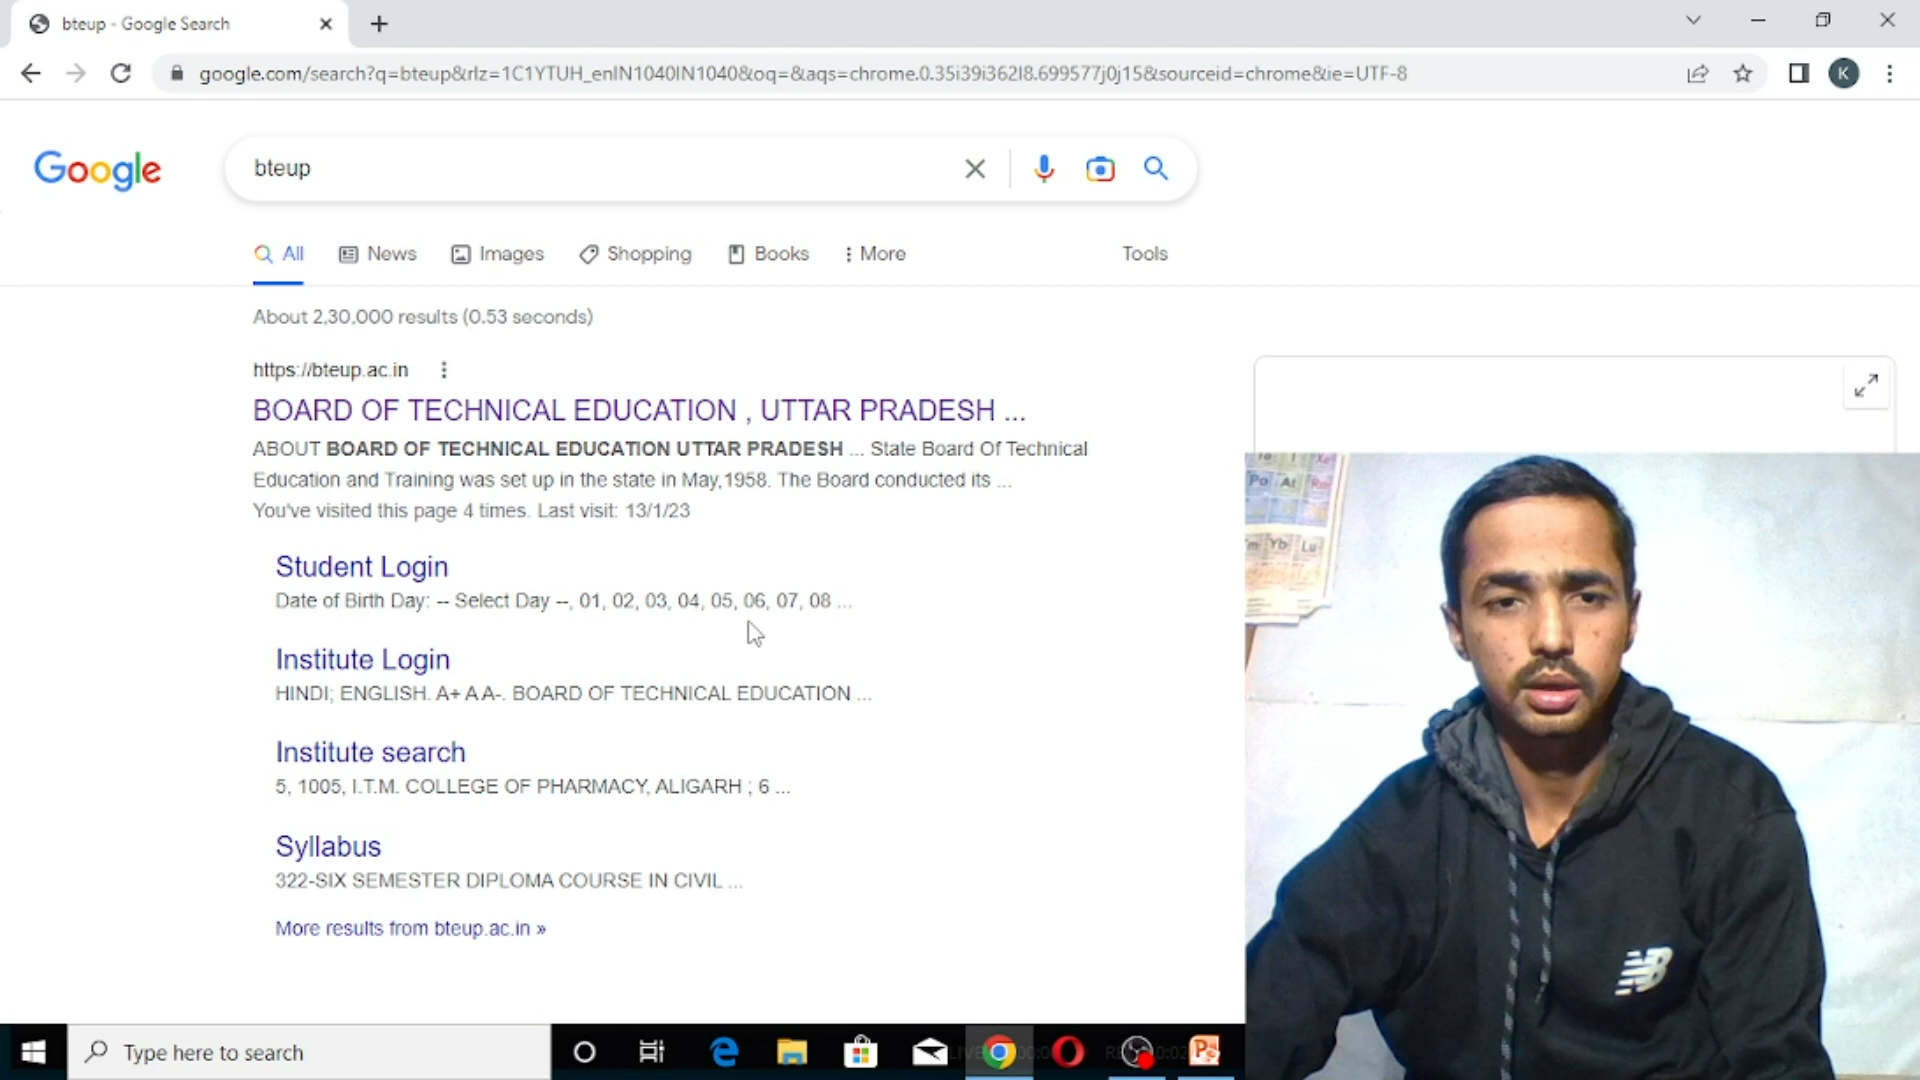 bteup - Google Search
google.com/search?q=bteup&rlz=1C1YTUH_enIN1040IN1040&oq=&aqs=chrome.0.35i39i362l8.699577j0j15&sourceid=chrome&ie=UTF-8
K
Google
bteup
All News Images Shopping Books More Tools
About 2,30,000 results (0.53 seconds)
https://bteup.ac.in
BOARD OF TECHNICAL EDUCATION , UTTAR PRADESH ...
ABOUT BOARD OF TECHNICAL EDUCATION UTTAR PRADESH ... State Board Of Technical
Education and Training was set up in the state in May,1958. The Board conducted its ...
You've visited this page 4 times. Last visit: 13/1/23
Student Login
Date of Birth Day: -- Select Day --, 01, 02, 03, 04, 05, 06, 07, 08 ...
Institute Login
HINDI; ENGLISH. A+ A A-. BOARD OF TECHNICAL EDUCATION ...
Institute search
5, 1005, I.T.M. COLLEGE OF PHARMACY, ALIGARH ; 6 ...
Syllabus
322-SIX SEMESTER DIPLOMA COURSE IN CIVIL ...
More results from bteup.ac.in »
Po At Rn
Yb Lu
NB
Type here to search